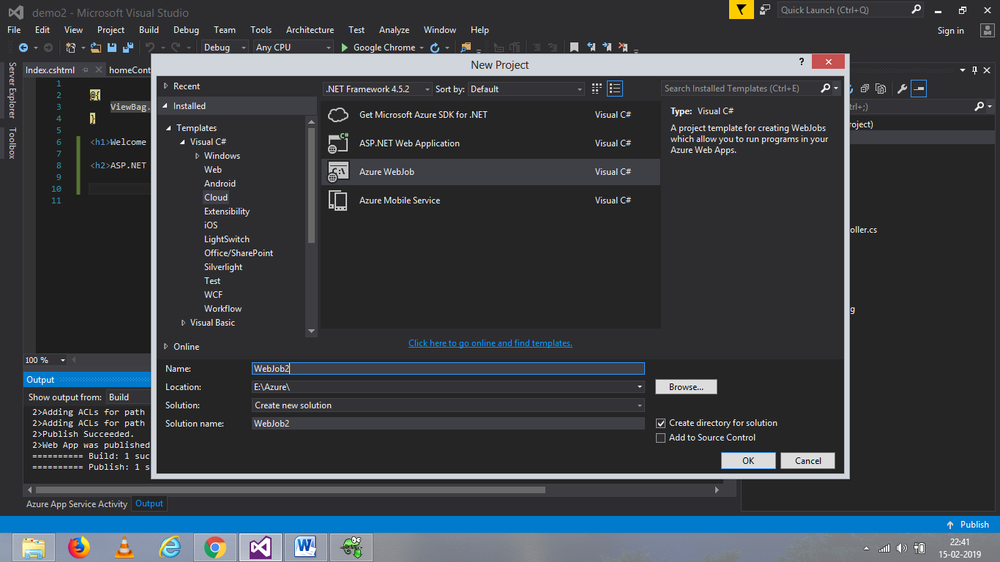 demo2 - Microsoft Visual Studio
Quick Launch (Ctrl+Q)
File Edit View Project Build Debug Team Tools Architecture Test Analyze Window Help
Sign in
Debug Any CPU Google Chrome
Server Explorer
Toolbox
Index.cshtml homeCont
1
2 @{
3 ViewBag.
4 }
5
6 <h1>Welcome
7
8 <h2>ASP.NET
9
10
11
100 %
New Project
?
Recent
Installed
Templates
Visual C#
Windows
Web
Android
Cloud
Extensibility
iOS
LightSwitch
Office/SharePoint
Silverlight
Test
WCF
Workflow
Visual Basic
Online
.NET Framework 4.5.2 Sort by: Default
Search Installed Templates (Ctrl+E)
Get Microsoft Azure SDK for .NET Visual C#
ASP.NET Web Application Visual C#
Azure WebJob Visual C#
Azure Mobile Service Visual C#
Type: Visual C#
A project template for creating WebJobs
which allow you to run programs in your
Azure Web Apps.
Click here to go online and find templates.
Name: WebJob2
Location: E:\Azure\
Browse...
Solution: Create new solution
Solution name: WebJob2
Create directory for solution
Add to Source Control
OK Cancel
trl+;)
roject)
oller.cs
g
Output
Show output from: Build
2>Adding ACLs for path
2>Adding ACLs for path
2>Publish Succeeded.
2>Web App was published
========== Build: 1 suc
========== Publish: 1 s
Azure App Service Activity Output
Publish
22:41
15-02-2019